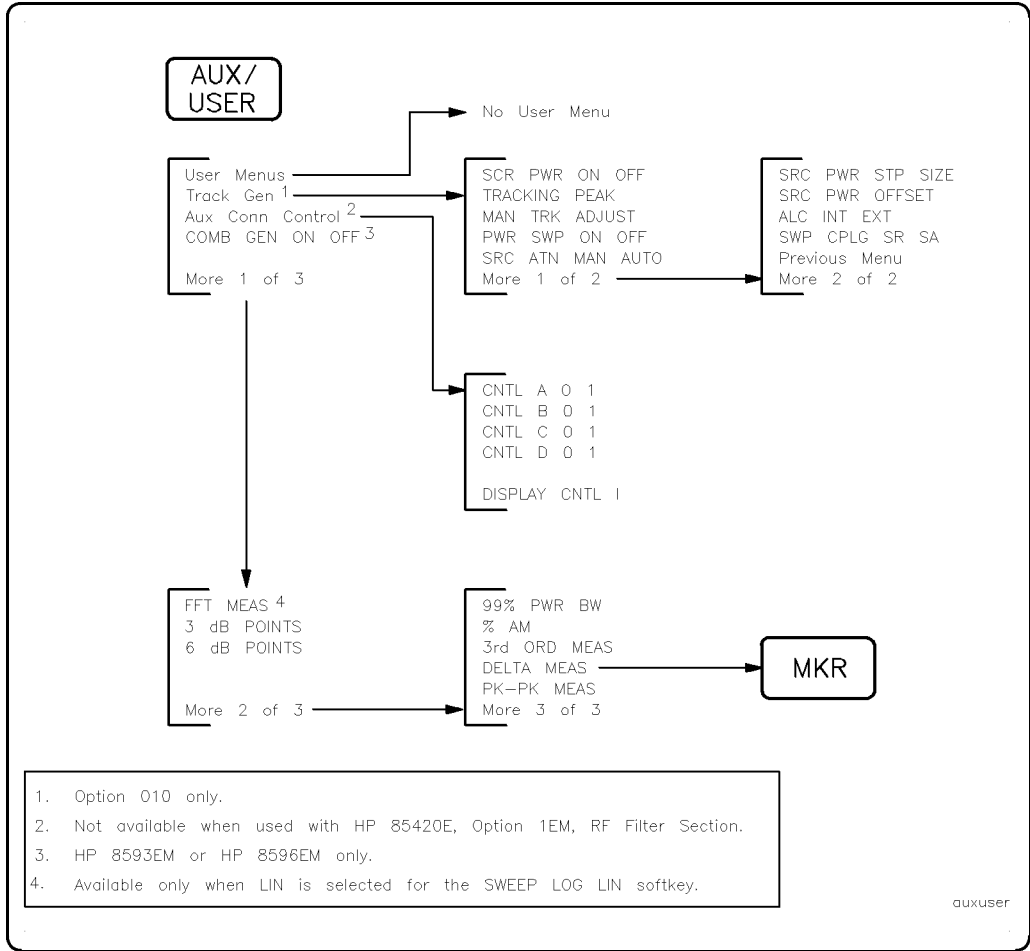 AUX/
USER
No User Menu
User Menus
Track Gen 1
Aux Conn Control 2
COMB GEN ON OFF 3
More 1 of 3
SCR PWR ON OFF
TRACKING PEAK
MAN TRK ADJUST
PWR SWP ON OFF
SRC ATN MAN AUTO
More 1 of 2
SRC PWR STP SIZE
SRC PWR OFFSET
ALC INT EXT
SWP CPLG SR SA
Previous Menu
More 2 of 2
CNTL A 0 1
CNTL B 0 1
CNTL C 0 1
CNTL D 0 1
DISPLAY CNTL I
FFT MEAS 4
3 dB POINTS
6 dB POINTS
More 2 of 3
99% PWR BW
% AM
3rd ORD MEAS
DELTA MEAS
PK-PK MEAS
More 3 of 3
MKR
1. Option 010 only.
2. Not available when used with HP 85420E, Option 1EM, RF Filter Section.
3. HP 8593EM or HP 8596EM only.
4. Available only when LIN is selected for the SWEEP LOG LIN softkey.
auxuser